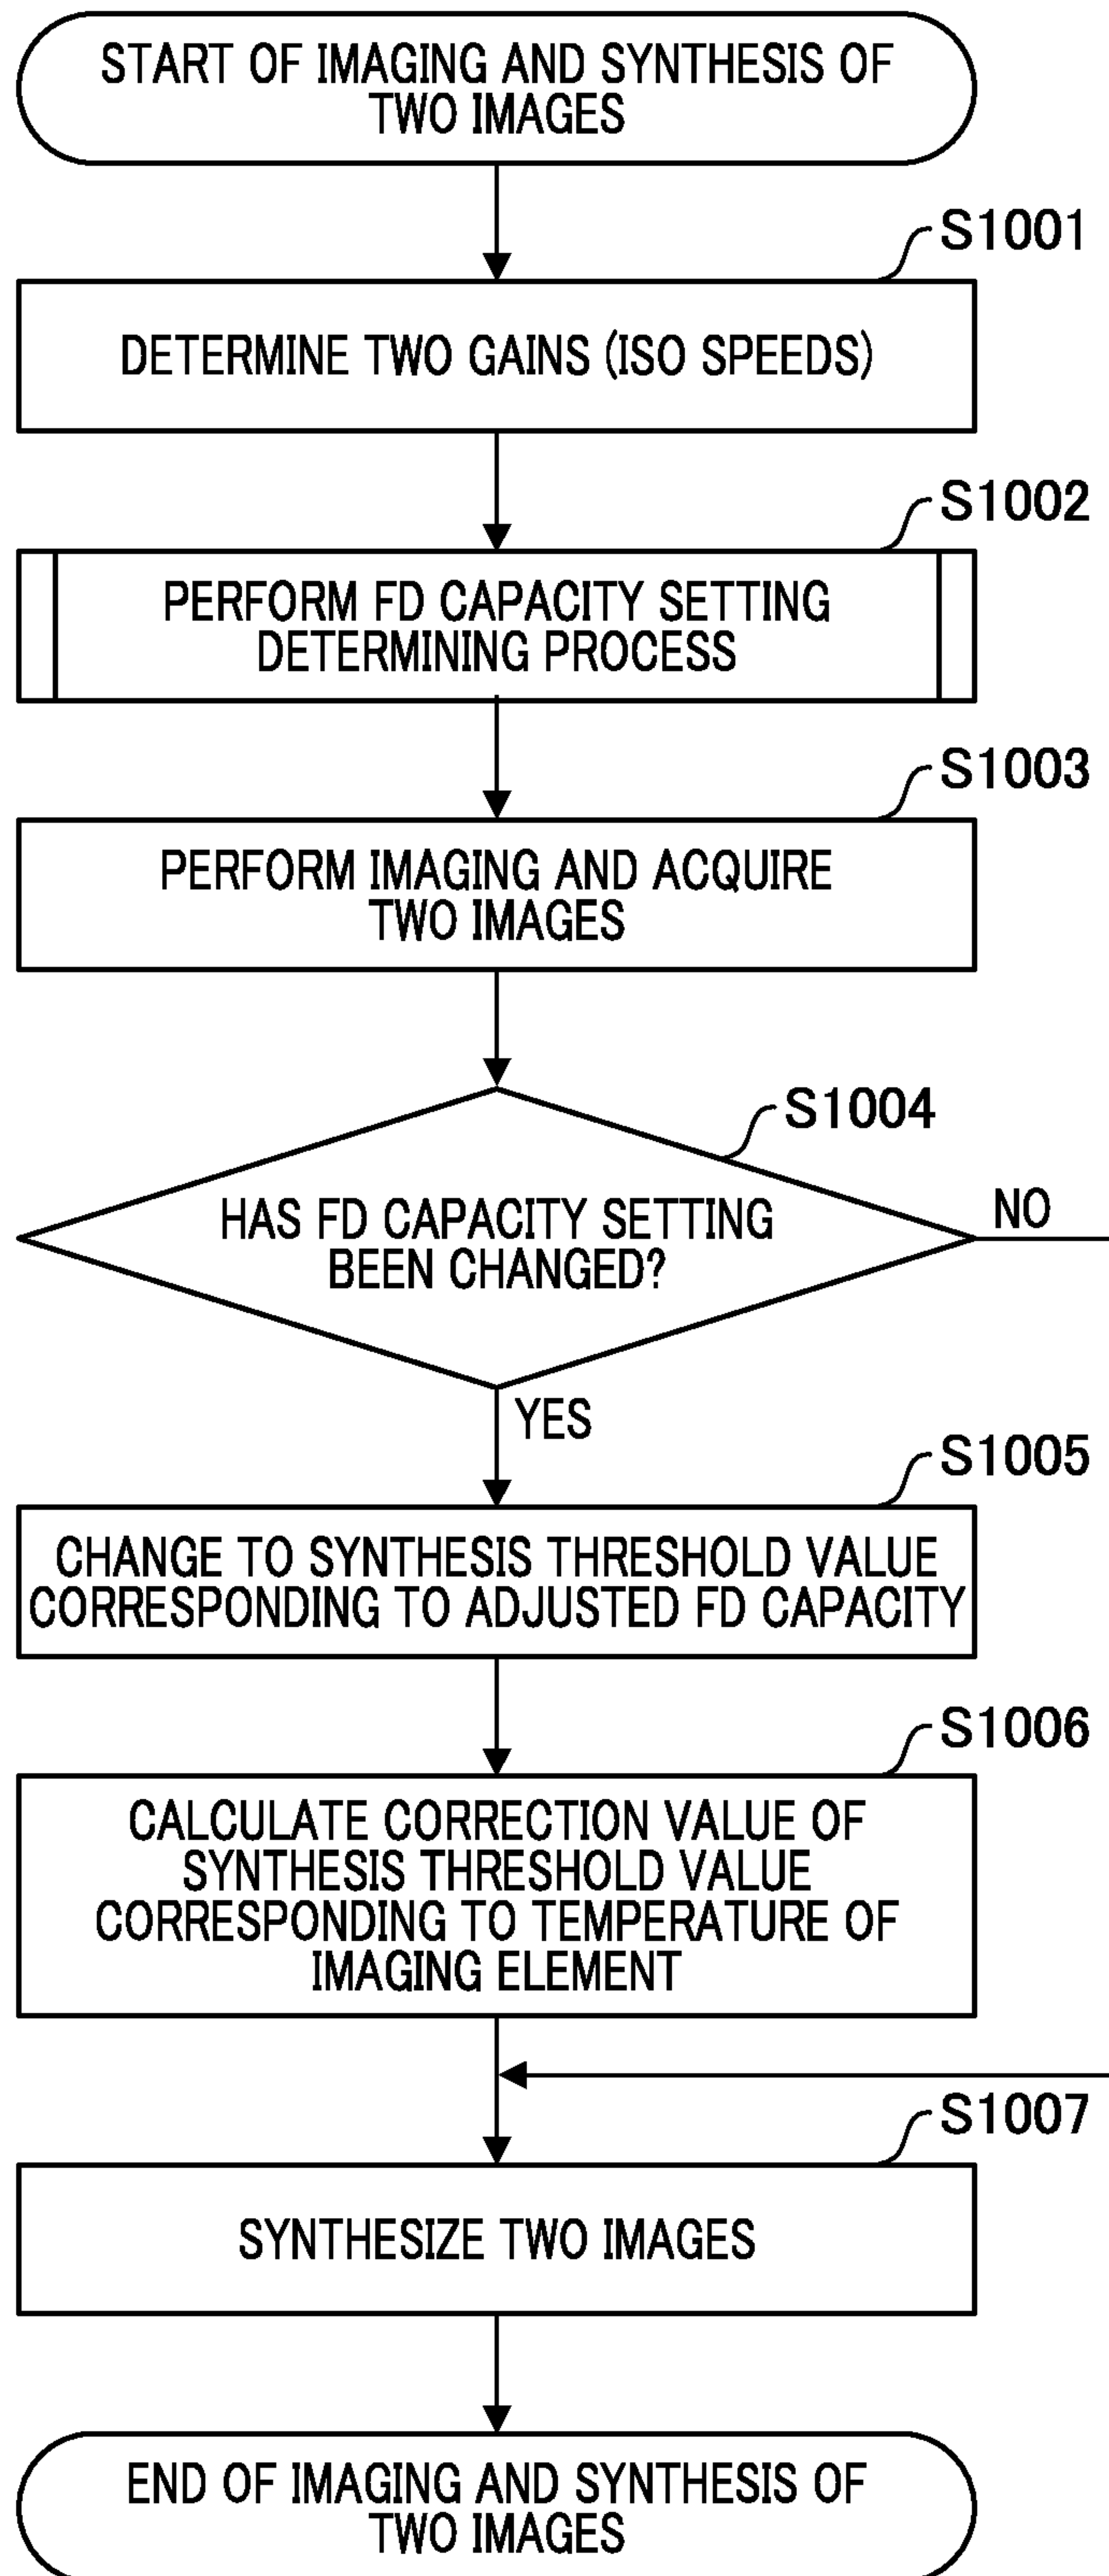 START OF IMAGING AND SYNTHESIS OF
TWO IMAGES
S1001
DETERMINE TWO GAINS (ISO SPEEDS)
S1002
PERFORM FD CAPACITY SETTING
DETERMINING PROCESS
S1003
PERFORM IMAGING AND ACQUIRE
TWO IMAGES
S1004
HAS FD CAPACITY SETTING
BEEN CHANGED?
NO
YES
S1005
CHANGE TO SYNTHESIS THRESHOLD VALUE
CORRESPONDING TO ADJUSTED FD CAPACITY
S1006
CALCULATE CORRECTION VALUE OF
SYNTHESIS THRESHOLD VALUE
CORRESPONDING TO TEMPERATURE OF
IMAGING ELEMENT
S1007
SYNTHESIZE TWO IMAGES
END OF IMAGING AND SYNTHESIS OF
TWO IMAGES